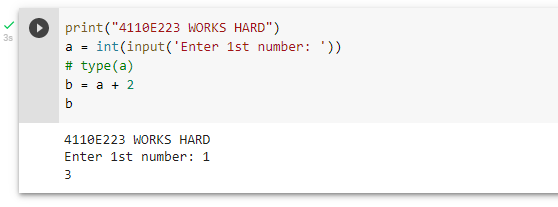 3s
print("4110E223 WORKS HARD")
a = int(input('Enter 1st number: '))
# type(a)
b = a + 2
b
4110E223 WORKS HARD
Enter 1st number: 1
3